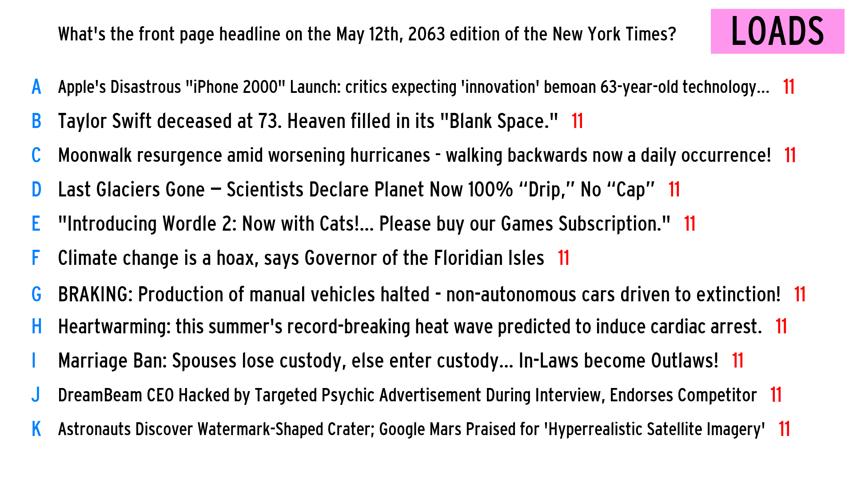 What's the front page headline on the May 12th, 2063 edition of the New York Times?
LOADS
A Apple's Disastrous "iPhone 2000" Launch: critics expecting 'innovation' bemoan 63-year-old technology... 11
B Taylor Swift deceased at 73. Heaven filled in its "Blank Space." 11
C Moonwalk resurgence amid worsening hurricanes - walking backwards now a daily occurrence! 11
D Last Glaciers Gone — Scientists Declare Planet Now 100% “Drip,” No “Cap” 11
E "Introducing Wordle 2: Now with Cats!... Please buy our Games Subscription." 11
F Climate change is a hoax, says Governor of the Floridian Isles 11
G BRAKING: Production of manual vehicles halted - non-autonomous cars driven to extinction! 11
H Heartwarming: this summer's record-breaking heat wave predicted to induce cardiac arrest. 11
I Marriage Ban: Spouses lose custody, else enter custody... In-Laws become Outlaws! 11
J DreamBeam CEO Hacked by Targeted Psychic Advertisement During Interview, Endorses Competitor 11
K Astronauts Discover Watermark-Shaped Crater; Google Mars Praised for 'Hyperrealistic Satellite Imagery' 11